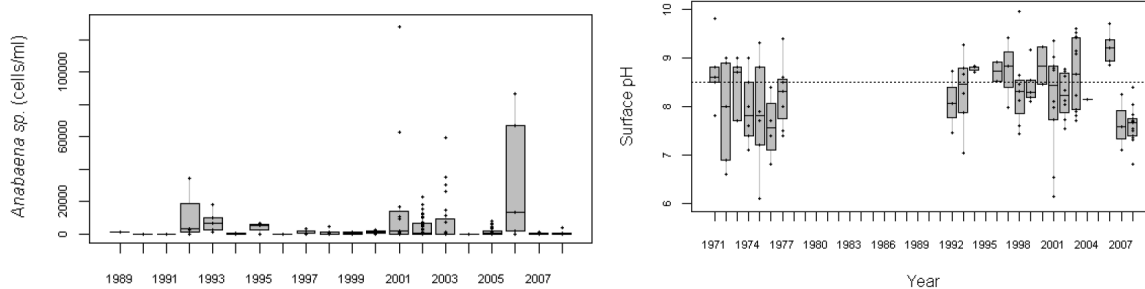 Anabaena sp. (cells/ml)
100000
60000
20000
0
1989 1991 1993 1995 1997 1999 2001 2003 2005 2007
Surface pH
10
9
8
7
6
1971 1974 1977 1980 1983 1986 1989 1992 1995 1998 2001 2004 2007
Year